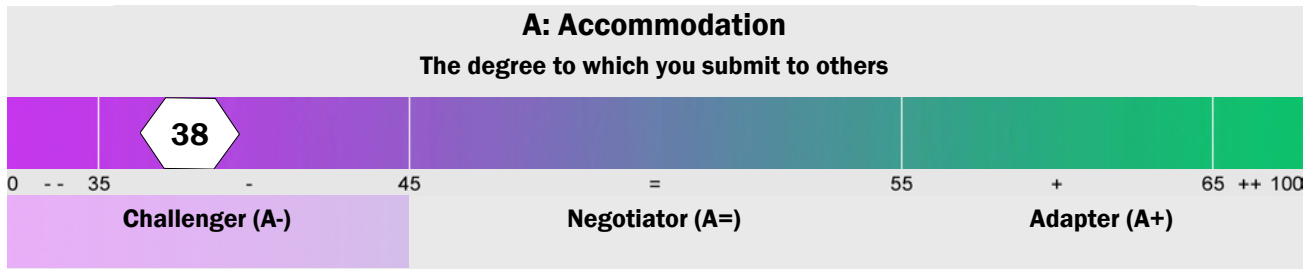 A: Accommodation
The degree to which you submit to others
38
0 - - 35 - 45 = 55 + 65 ++ 100
Challenger (A-) Negotiator (A=) Adapter (A+)